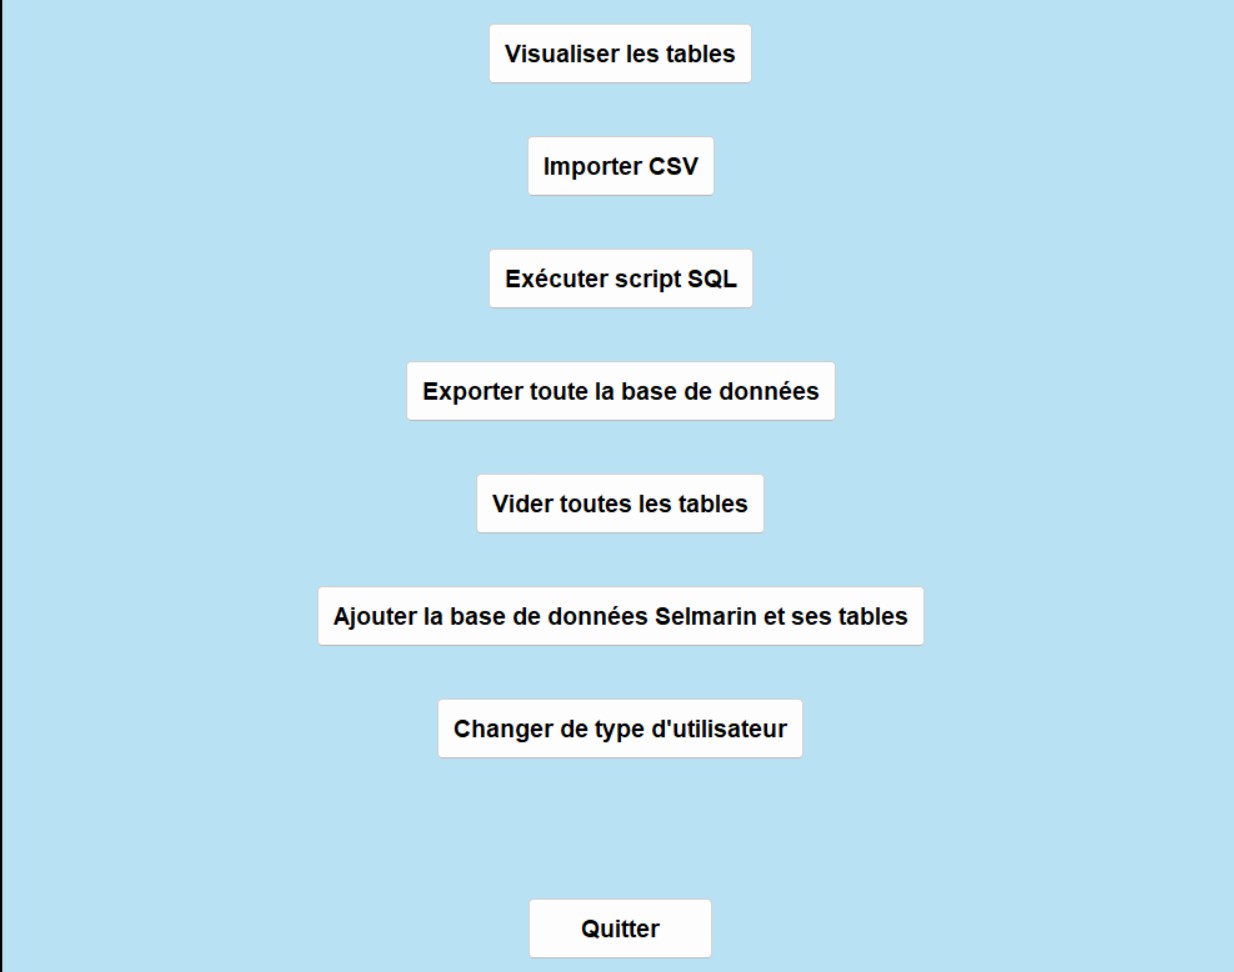 Visualiser les tables
Importer CSV
Exécuter script SQL
Exporter toute la base de données
Vider toutes les tables
Ajouter la base de données Selmarin et ses tables
Changer de type d'utilisateur
Quitter